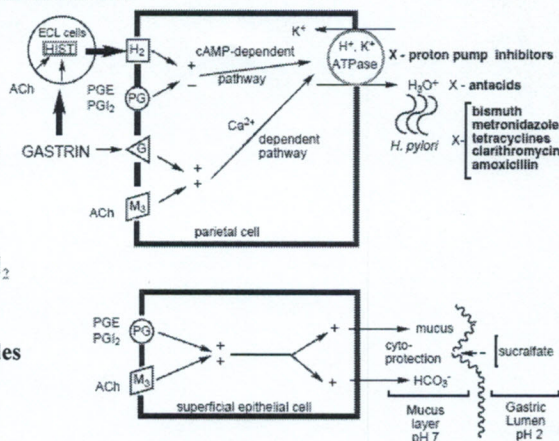 ECL cells
HIST
ACh
GASTRIN
H₂
PGE
PGI₂
PG
G
ACh
M₃
+
−
cAMP-dependent
pathway
Ca²⁺
dependent
pathway
+
+
parietal cell
K⁺
H⁺, K⁺
ATPase
X - proton pump inhibitors
H₃O⁺ X - antacids
H. pylori
X-
bismuth
metronidazole
tetracyclines
clarithromycin
amoxicillin
2
les
PGE
PGI₂
PG
ACh
M₃
+
+
+
+
superficial epithelial cell
mucus
cyto-
protection
HCO₃⁻
sucralfate
Mucus
layer
pH 7
Gastric
Lumen
pH 2